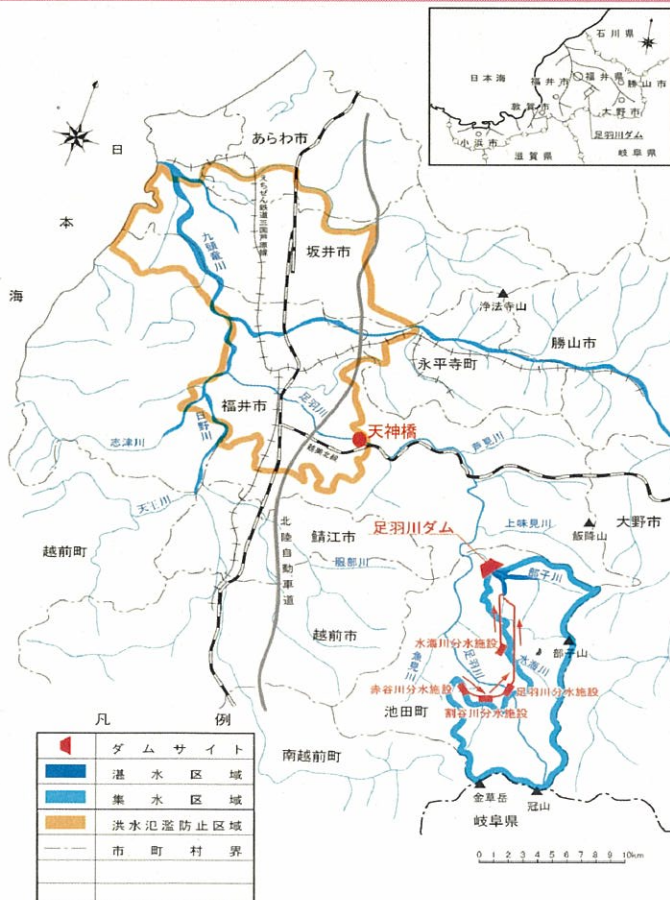 石川県
日本海
福井市
福井県
勝山市
敦賀市
大野市
小浜市
足羽川ダム
滋賀県
岐阜県
日本海
あらわ市
えちぜん鉄道三国芦原線
九頭竜川
坂井市
浄法寺山
勝山市
永平寺町
福井市
足羽川
日野川
天神橋
志津川
越美北線
芦見川
天王川
足羽川ダム
上味見川
大野市
飯降山
北陸自動車道
鯖江市
越前町
服部川
部子川
越前市
水海川分水施設
部子山
魚見川
足羽川
水海川
赤谷川分水施設
足羽川分水施設
割谷川分水施設
池田町
凡例
南越前町
ダムサイト
湛水区域
集水区域
洪水氾濫防止区域
市町村界
金草岳
冠山
岐阜県
0 1 2 3 4 5 6 7 8 9 10km